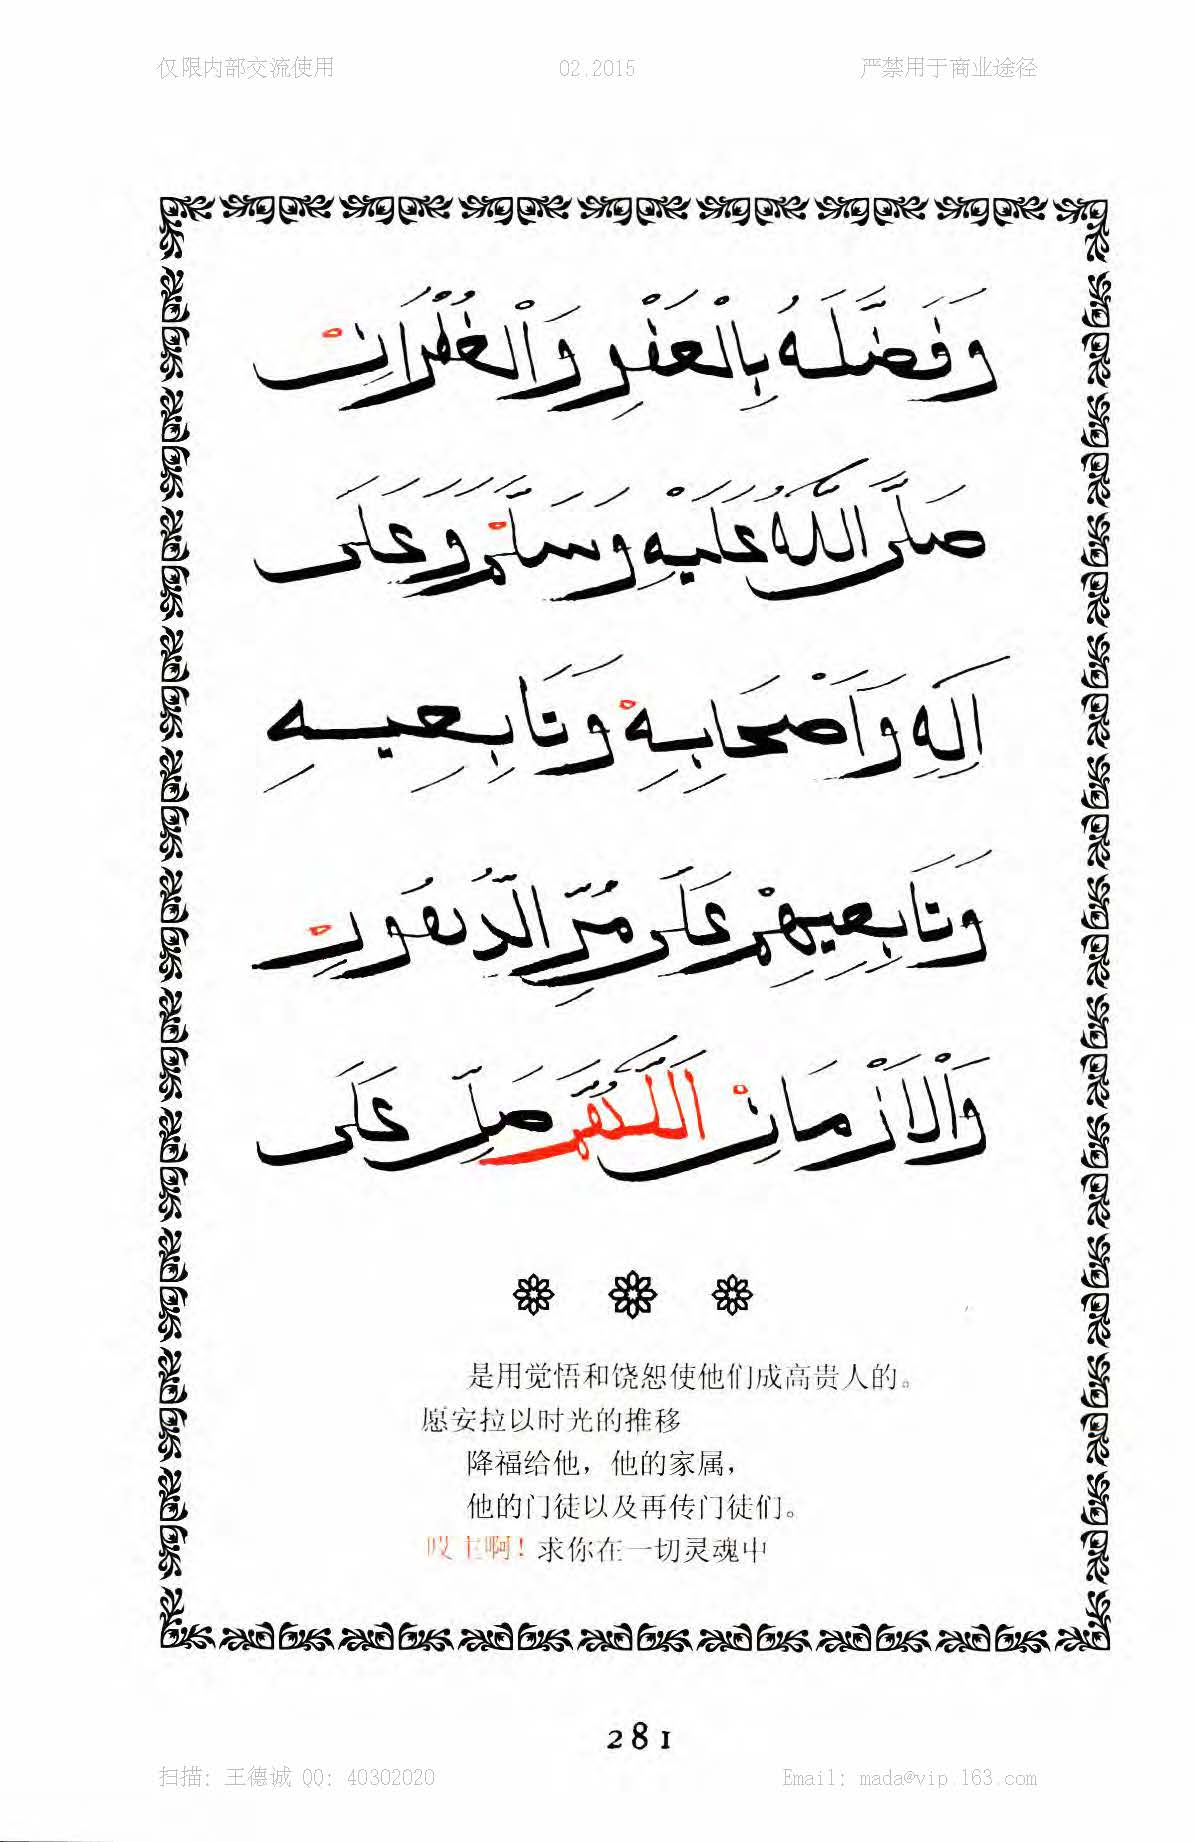 仅限内部交流使用 02.2015 严禁用于商业途径
وَفَضَّلَهُ بِالْعَفْوِ وَالْغُفْرَانِ
صَلَّى اللّٰهُ عَلَيْهِ وَسَلَّمَ وَعَلَى
اٰلِهِ وَاَصْحَابِهِ وَتَابِعِيهِ
وَتَابِعِيهِمْ عَلَى مُرِّ الدُّهُورِ
وَالْاَزْمَانِ اَللّٰهُمَّ صَلِّ عَلَى
是用觉悟和饶恕使他们成高贵人的。
愿安拉以时光的推移
降福给他，他的家属，
他的门徒以及再传门徒们。
哎主啊！求你在一切灵魂中
281
扫描: 王德诚 QQ: 40302020 Email: mada@vip.163.com